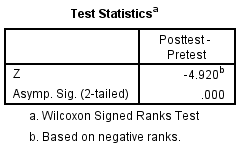 Test Statisticsa
Posttest -
Pretest
Z -4.920b
Asymp. Sig. (2-tailed) .000
a. Wilcoxon Signed Ranks Test
b. Based on negative ranks.